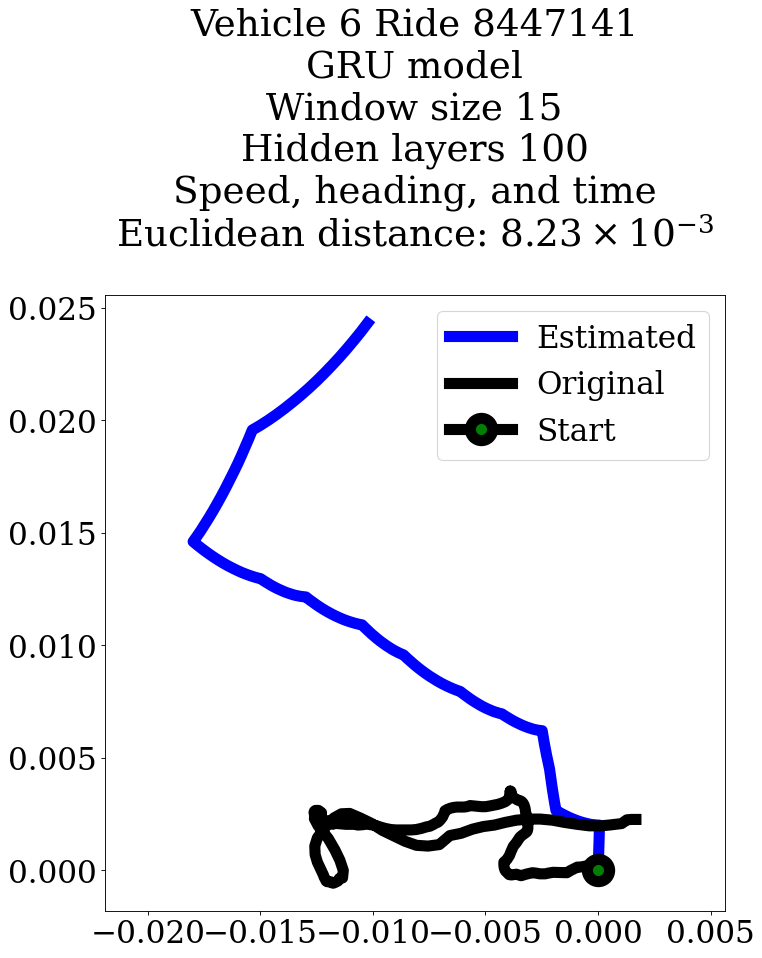 Vehicle 6 Ride 8447141
GRU model
Window size 15
Hidden layers 100
Speed, heading, and time
Euclidean distance: 8.23 × 10⁻³
0.025
0.020
0.015
0.010
0.005
0.000
Estimated
Original
Start
−0.020 −0.015 −0.010 −0.005 0.000 0.005